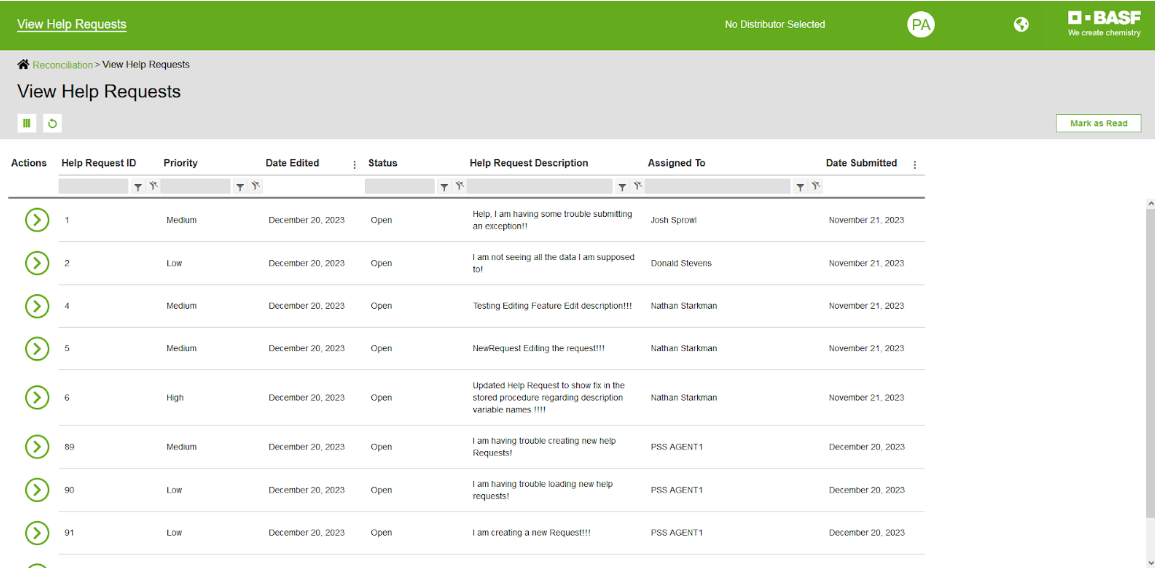 View Help Requests
No Distributor Selected
PA
BASF
We create chemistry
Reconciliation > View Help Requests
View Help Requests
Mark as Read
Actions Help Request ID Priority Date Edited Status Help Request Description Assigned To Date Submitted
1 Medium December 20, 2023 Open Help, I am having some trouble submitting an exception!! Josh Sprowl November 21, 2023
2 Low December 20, 2023 Open I am not seeing all the data I am supposed to! Donald Stevens November 21, 2023
4 Medium December 20, 2023 Open Testing Editing Feature Edit description!!! Nathan Starkman November 21, 2023
5 Medium December 20, 2023 Open NewRequest Editing the request!!! Nathan Starkman November 21, 2023
6 High December 20, 2023 Open Updated Help Request to show fix in the stored procedure regarding description variable names !!!! Nathan Starkman November 21, 2023
89 Medium December 20, 2023 Open I am having trouble creating new help Requests! PSS AGENT1 December 20, 2023
90 Low December 20, 2023 Open I am having trouble loading new help requests! PSS AGENT1 December 20, 2023
91 Low December 20, 2023 Open I am creating a new Request!!! PSS AGENT1 December 20, 2023